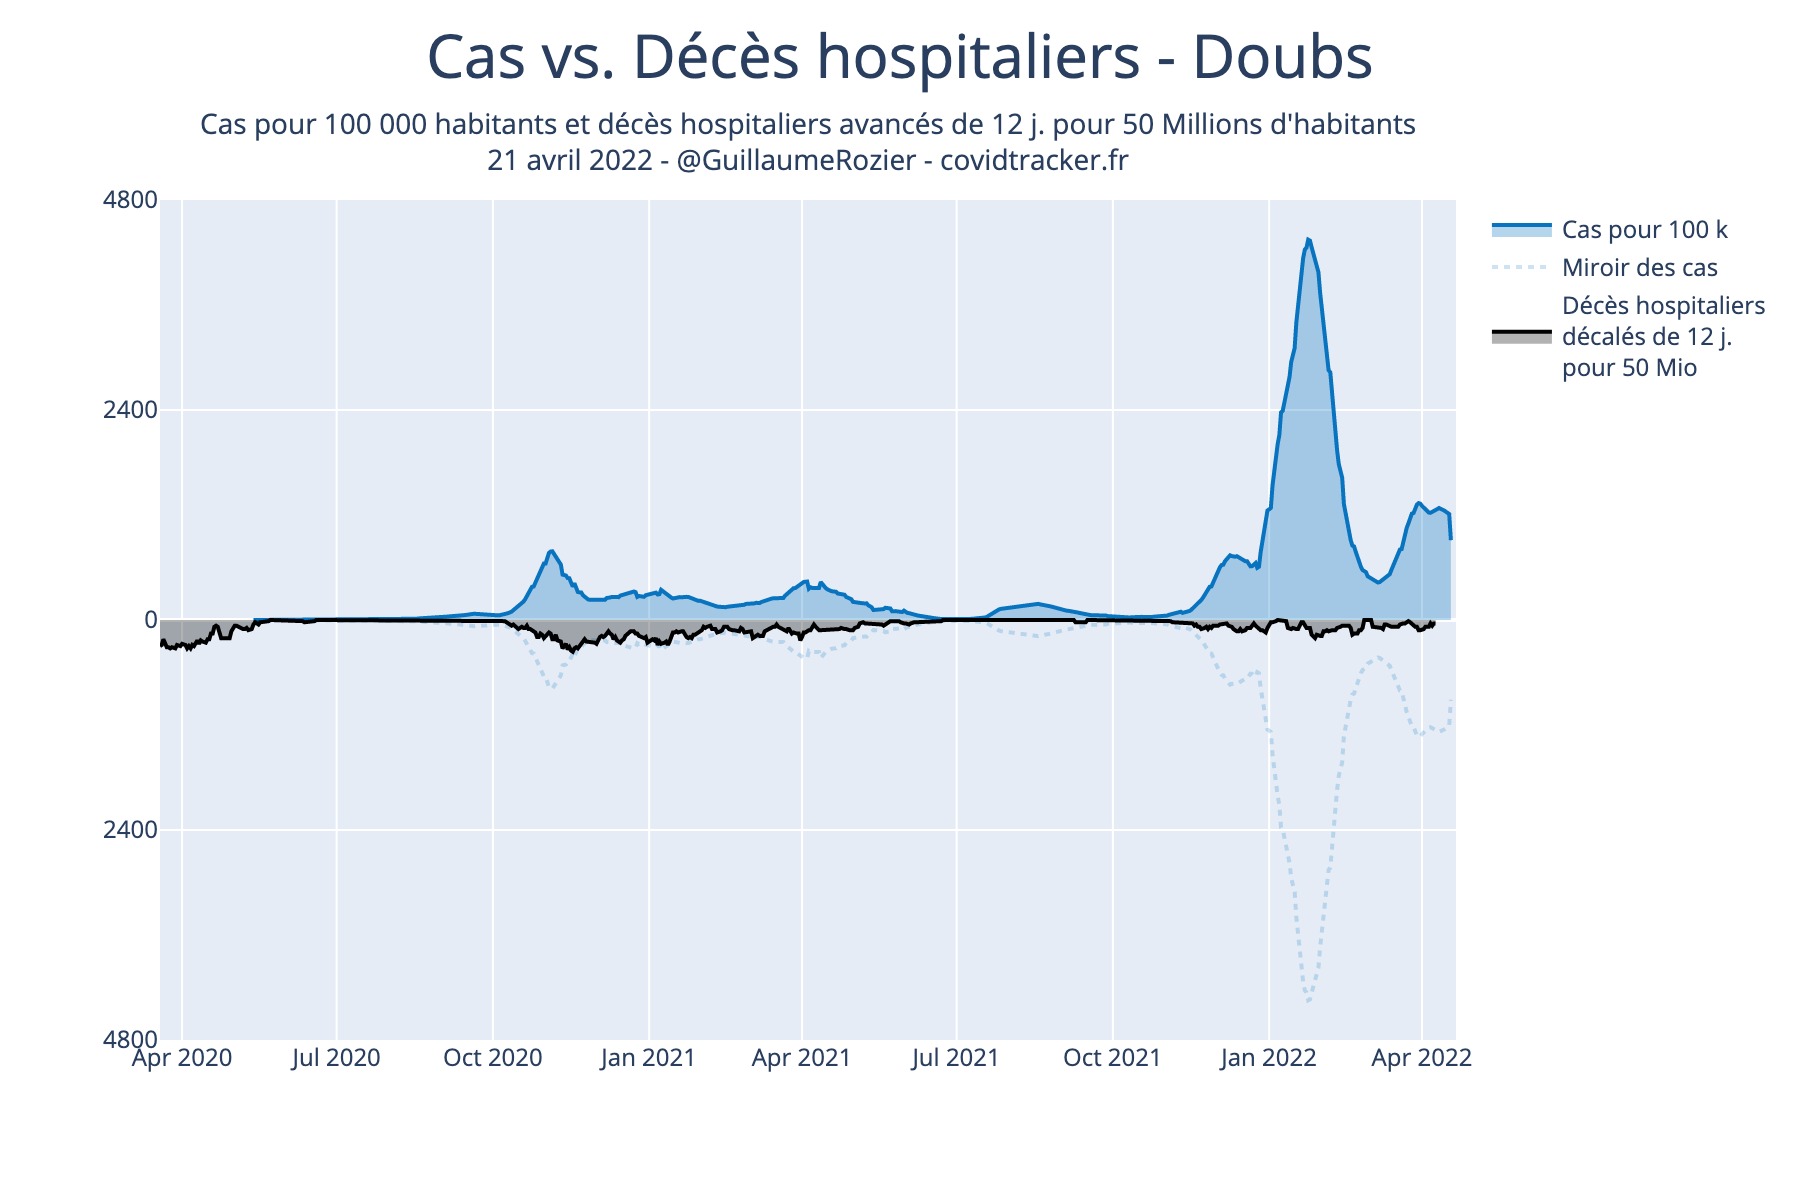 Cas vs. Décès hospitaliers - Doubs
Cas pour 100 000 habitants et décès hospitaliers avancés de 12 j. pour 50 Millions d'habitants
21 avril 2022 - @GuillaumeRozier - covidtracker.fr
4800
2400
0
2400
4800
Apr 2020
Jul 2020
Oct 2020
Jan 2021
Apr 2021
Jul 2021
Oct 2021
Jan 2022
Apr 2022
Cas pour 100 k
Miroir des cas
Décès hospitaliers
décalés de 12 j.
pour 50 Mio